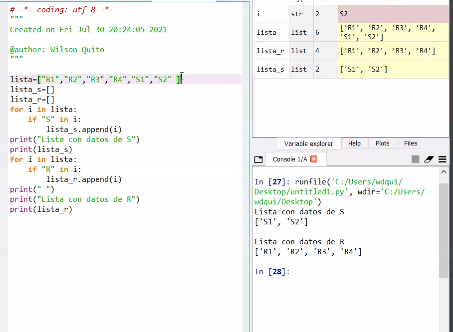 # -*- coding: utf-8 -*-
"""
Created on Fri Jul 30 20:24:05 2021

@author: Wilson Quito
"""

lista=["R1","R2","R3","R4","S1","S2" ]
lista_s=[]
lista_r=[]
for i in lista:
    if "S" in i:
        lista_s.append(i)
print("Lista con datos de S")
print(lista_s)
for i in lista:
    if "R" in i:
        lista_r.append(i)
print(" ")
print("Lista con datos de R")
print(lista_r)
i str 2 S2
lista list 6 ['R1', 'R2', 'R3', 'R4', 'S1', 'S2']
lista_r list 4 ['R1', 'R2', 'R3', 'R4']
lista_s list 2 ['S1', 'S2']
Variable explorer Help Plots Files
Console 1/A
In [27]: runfile('C:/Users/wdqui/
Desktop/untitled1.py', wdir='C:/Users/
wdqui/Desktop')
Lista con datos de S
['S1', 'S2']

Lista con datos de R
['R1', 'R2', 'R3', 'R4']

In [28]: